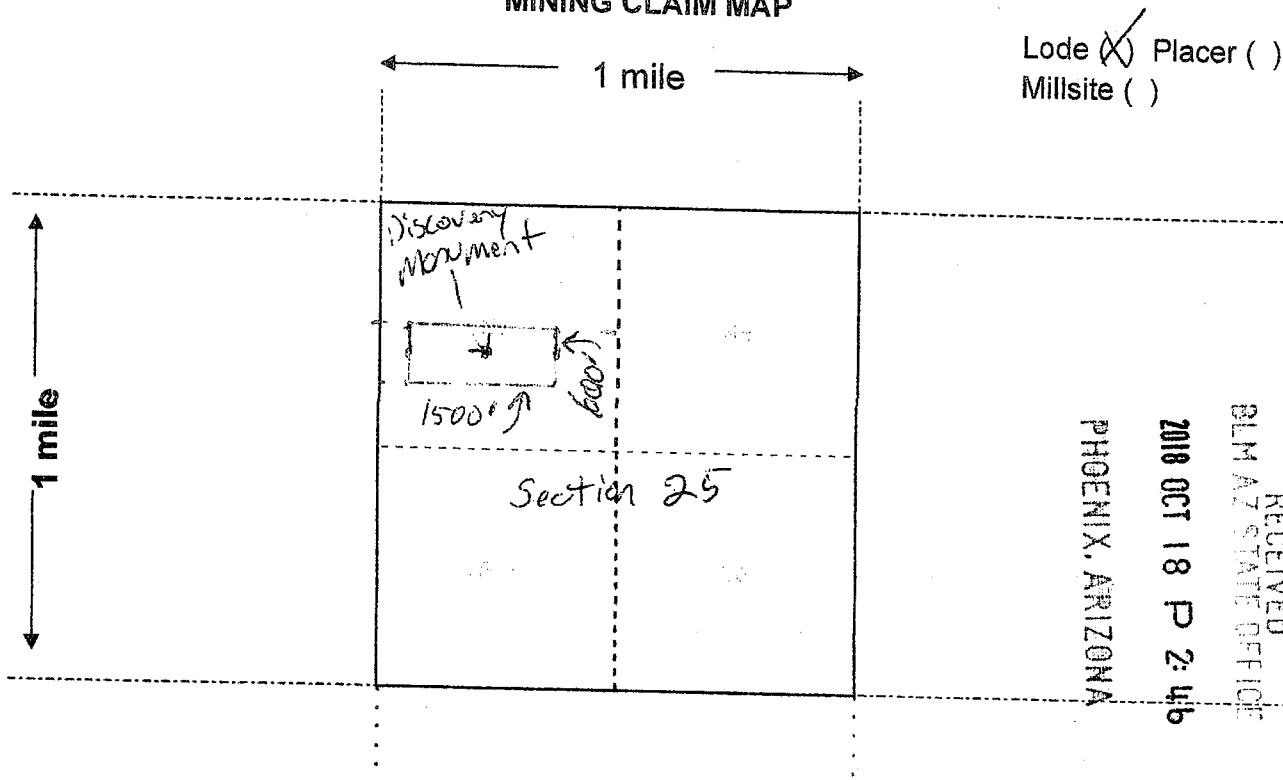 MINING CLAIM MAP
Lode (X) Placer ( )
Millsite ( )
1 mile
1 mile
Discovery
Monument
600'
1500'
Section 25
RECEIVED
BLM AZ STATE OFFICE
2018 OCT 18 P 2:46
PHOENIX, ARIZONA